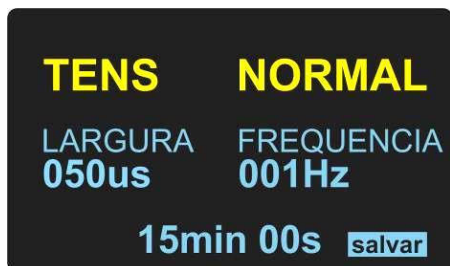 TENS NORMAL
LARGURA FREQUENCIA
050us 001Hz
15min 00s salvar